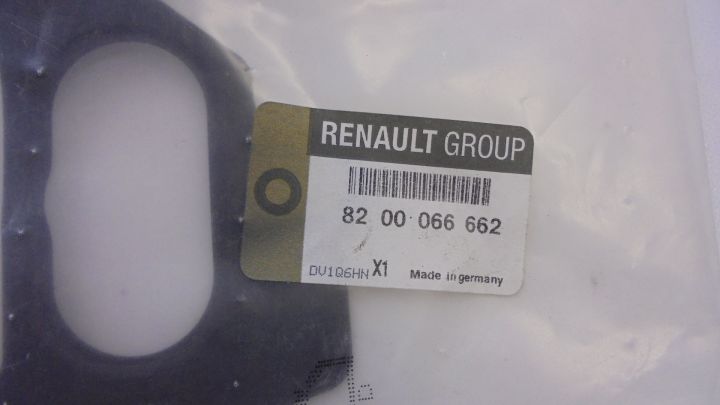 RENAULT GROUP
82 00 066 662
DV1Q6HN X1 Made in germany